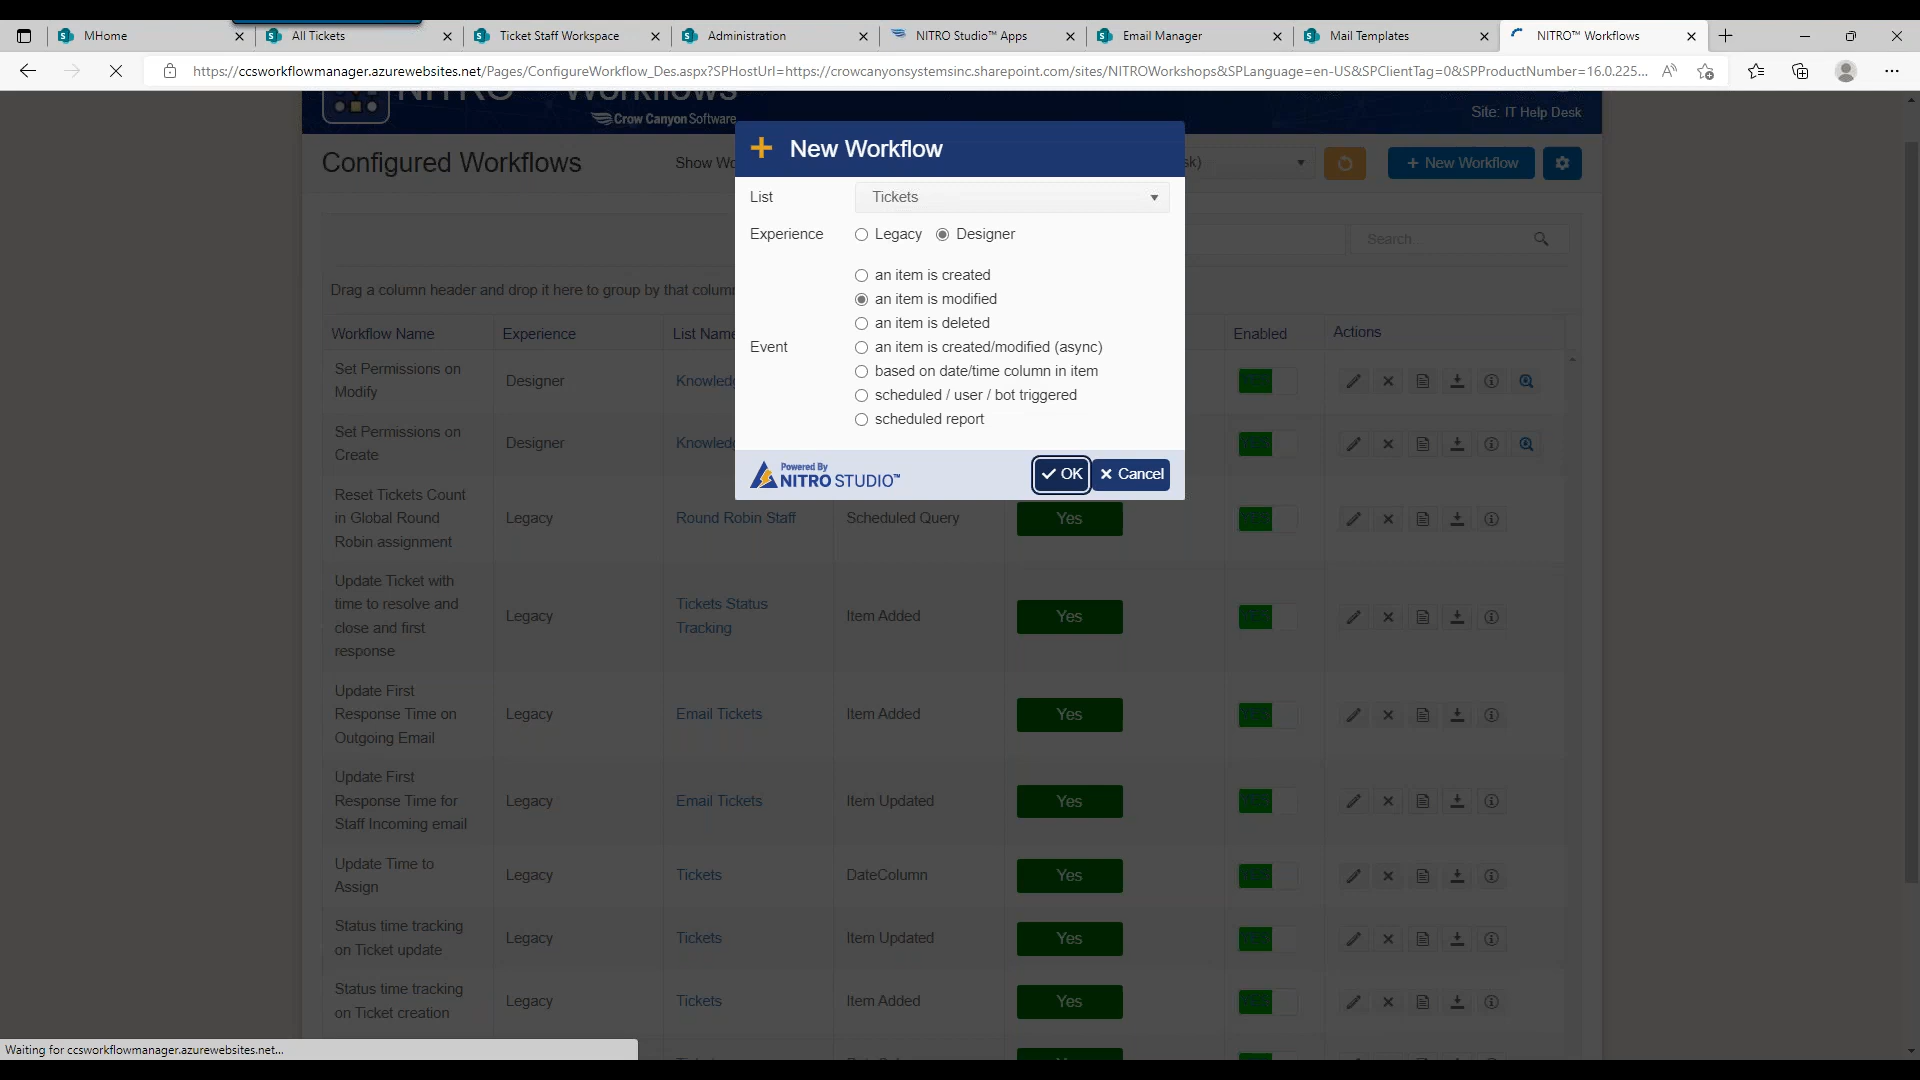 MHome
All Tickets
Ticket Staff Workspace
Administration
NITRO Studio™ Apps
Email Manager
Mail Templates
NITRO™ Workflows
https://ccsworkflowmanager.azurewebsites.net/Pages/ConfigureWorkflow_Des.aspx?SPHostUrl=https://crowcanyonsystemsinc.sharepoint.com/sites/NITROWorkshops&SPLanguage=en-US&SPClientTag=0&SPProductNumber=16.0.225...
NITRO Workflows
Crow Canyon Software
Site: IT Help Desk
Configured Workflows
Show Wo
sk)
+ New Workflow
Search...
Drag a column header and drop it here to group by that colum
Workflow Name
Experience
List Name
Enabled
Actions
Set Permissions on
Modify
Designer
Knowled
Set Permissions on
Create
Designer
Knowled
Reset Tickets Count
in Global Round
Robin assignment
Legacy
Round Robin Staff
Scheduled Query
Yes
Update Ticket with
time to resolve and
close and first
response
Legacy
Tickets Status
Tracking
Item Added
Yes
Update First
Response Time on
Outgoing Email
Legacy
Email Tickets
Item Added
Yes
Update First
Response Time for
Staff Incoming email
Legacy
Email Tickets
Item Updated
Yes
Update Time to
Assign
Legacy
Tickets
DateColumn
Yes
Status time tracking
on Ticket update
Legacy
Tickets
Item Updated
Yes
Status time tracking
on Ticket creation
Legacy
Tickets
Item Added
Yes
New Workflow
List
Tickets
Experience
Legacy
Designer
Event
an item is created
an item is modified
an item is deleted
an item is created/modified (async)
based on date/time column in item
scheduled / user / bot triggered
scheduled report
Powered By
NITRO STUDIO™
OK
Cancel
Waiting for ccsworkflowmanager.azurewebsites.net...